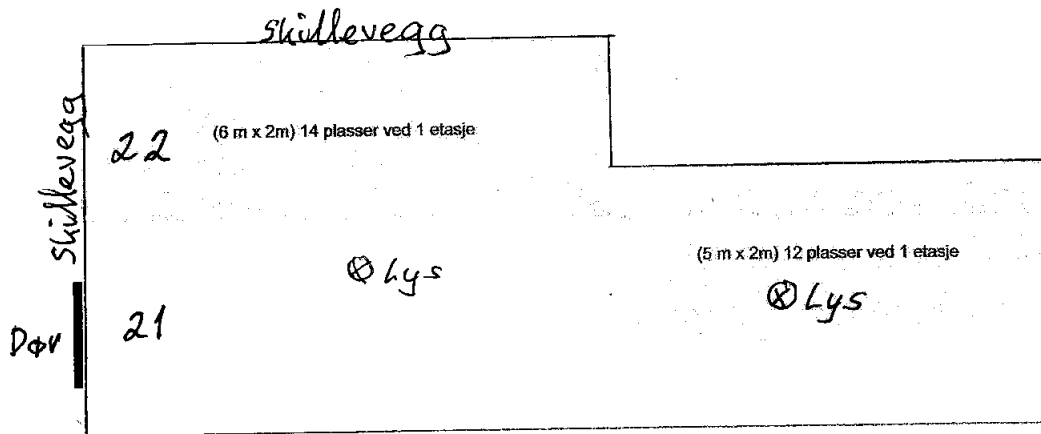 skillevegg
skillevegg
22
(6 m x 2m) 14 plasser ved 1 etasje
(5 m x 2m) 12 plasser ved 1 etasje
Lys
Lys
Dør
21